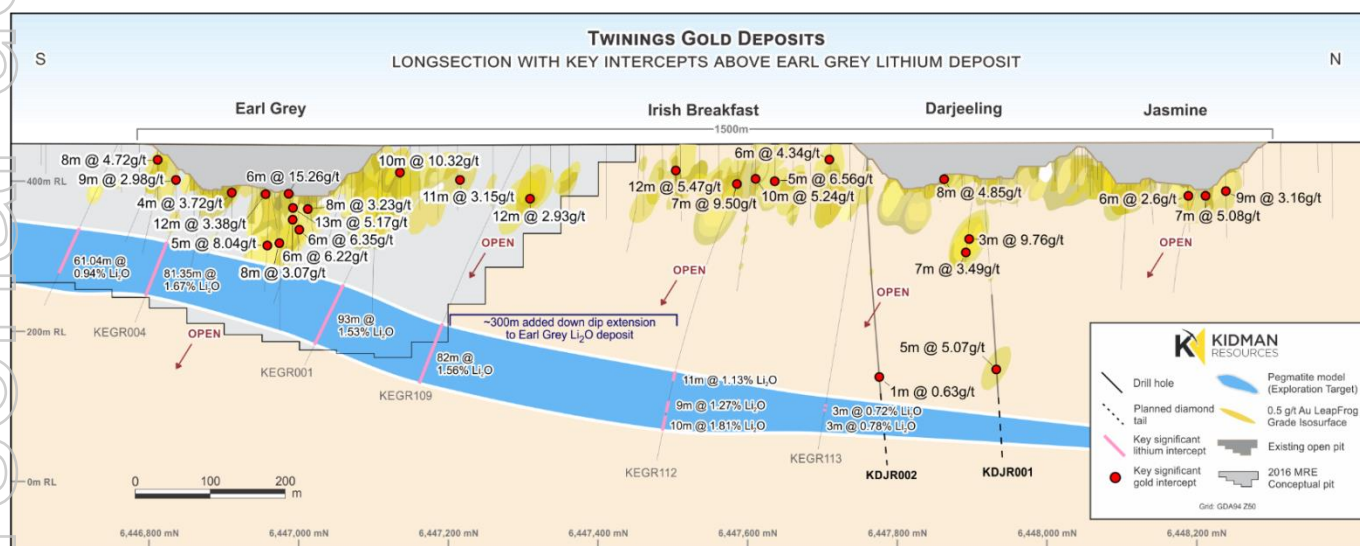 TWININGS GOLD DEPOSITS
LONGSECTION WITH KEY INTERCEPTS ABOVE EARL GREY LITHIUM DEPOSIT
S
N
Earl Grey
Irish Breakfast
Darjeeling
Jasmine
1500m
8m @ 4.72g/t
9m @ 2.98g/t
4m @ 3.72g/t
6m @ 15.26g/t
12m @ 3.38g/t
5m @ 8.04g/t
8m @ 3.07g/t
6m @ 6.22g/t
6m @ 6.35g/t
13m @ 5.17g/t
8m @ 3.23g/t
10m @ 10.32g/t
11m @ 3.15g/t
12m @ 2.93g/t
12m @ 5.47g/t
7m @ 9.50g/t
6m @ 4.34g/t
5m @ 6.56g/t
10m @ 5.24g/t
8m @ 4.85g/t
3m @ 9.76g/t
7m @ 3.49g/t
5m @ 5.07g/t
1m @ 0.63g/t
6m @ 2.6g/t
7m @ 5.08g/t
9m @ 3.16g/t
400m RL
200m RL
0m RL
OPEN
OPEN
OPEN
OPEN
OPEN
61.04m @
0.94% Li₂O
81.35m @
1.67% Li₂O
93m @
1.53% Li₂O
82m @
1.56% Li₂O
~300m added down dip extension
to Earl Grey Li₂O deposit
11m @ 1.13% Li₂O
9m @ 1.27% Li₂O
10m @ 1.81% Li₂O
3m @ 0.72% Li₂O
3m @ 0.78% Li₂O
KEGR004
KEGR001
KEGR109
KEGR112
KEGR113
KDJR002
KDJR001
0 100 200
m
6,446,800 mN
6,447,000 mN
6,447,200 mN
6,447,400 mN
6,447,600 mN
6,447,800 mN
6,448,000 mN
6,448,200 mN
KIDMAN
RESOURCES
Drill hole
Planned diamond
tail
Key significant
lithium intercept
Key significant
gold intercept
Pegmatite model
(Exploration Target)
0.5 g/t Au LeapFrog
Grade Isosurface
Existing open pit
2016 MRE
Conceptual pit
Grid: GDA94 Z50